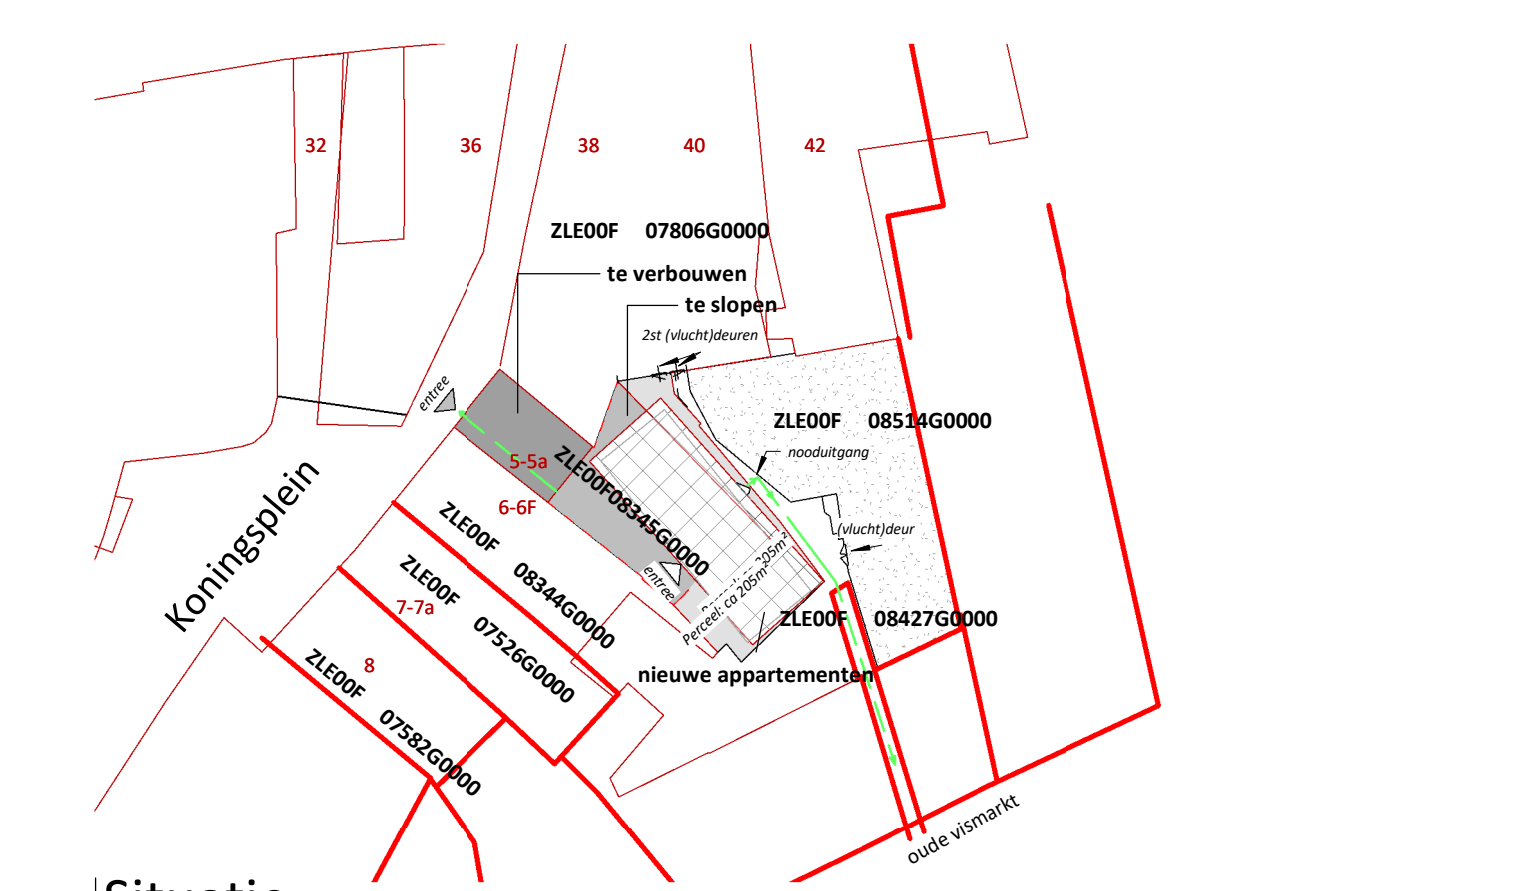 32
36
38
40
42
ZLE00F 07806G0000
te verbouwen
te slopen
2st (vlucht)deuren
entree
ZLE00F 08514G0000
nooduitgang
5-5a
ZLE00F08345G0000
6-6F
(vlucht)deur
Koningsplein
ZLE00F 08344G0000
entree
205m²
Perceel: ca 205m²
ZLE00F 07526G0000
7-7a
ZLE00F 08427G0000
8
ZLE00F 07582G0000
nieuwe appartementen
oude vismarkt
Situatie